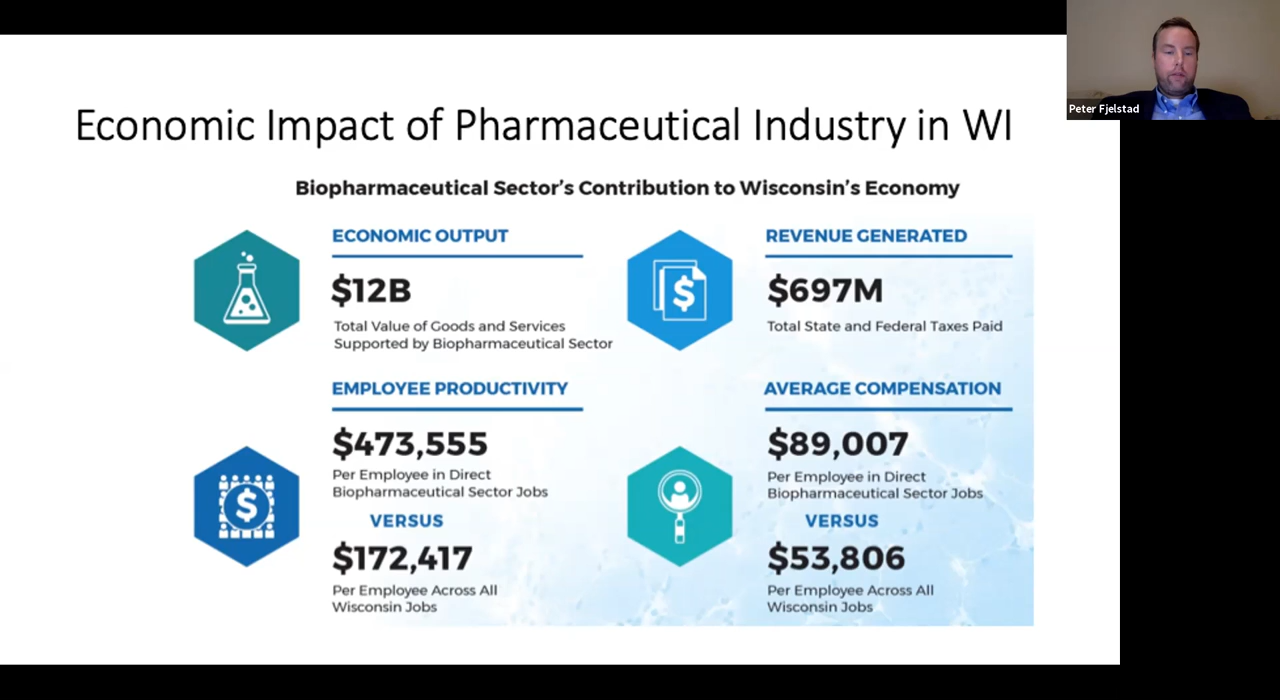 Peter Fjelstad
Economic Impact of Pharmaceutical Industry in WI
Biopharmaceutical Sector's Contribution to Wisconsin's Economy
ECONOMIC OUTPUT
$12B
Total Value of Goods and Services
Supported by Biopharmaceutical Sector
REVENUE GENERATED
$
$697M
Total State and Federal Taxes Paid
EMPLOYEE PRODUCTIVITY
$
$473,555
Per Employee in Direct
Biopharmaceutical Sector Jobs
VERSUS
$172,417
Per Employee Across All
Wisconsin Jobs
AVERAGE COMPENSATION
$89,007
Per Employee in Direct
Biopharmaceutical Sector Jobs
VERSUS
$53,806
Per Employee Across All
Wisconsin Jobs